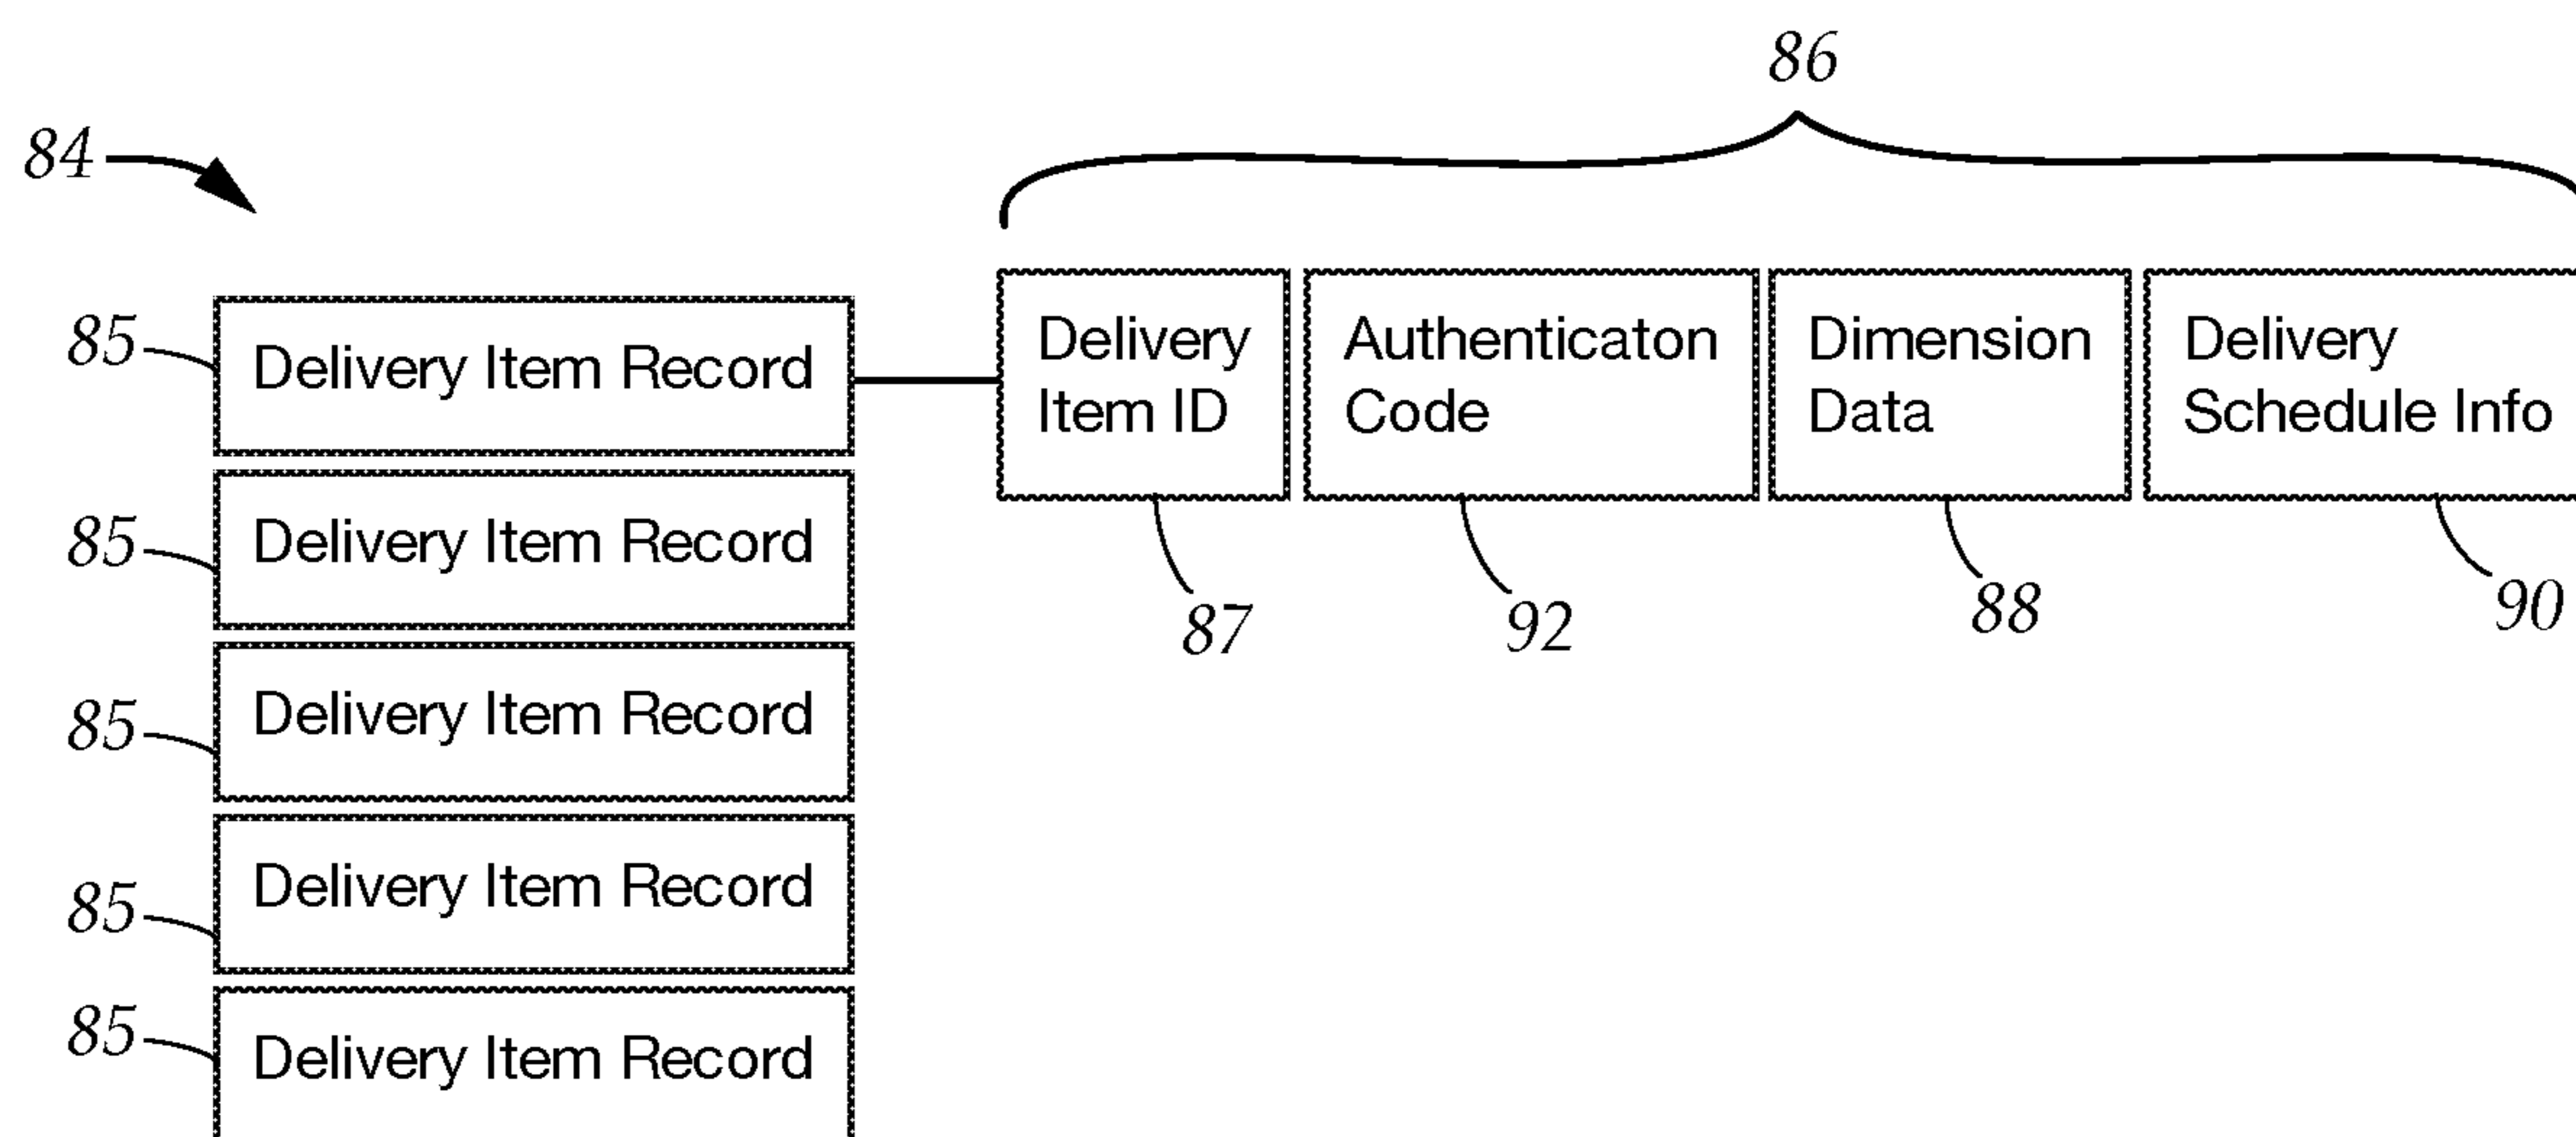 86
84
85
Delivery Item Record
Delivery
Item ID
Authenticaton
Code
Dimension
Data
Delivery
Schedule Info
87
92
88
90
85
Delivery Item Record
85
Delivery Item Record
85
Delivery Item Record
85
Delivery Item Record